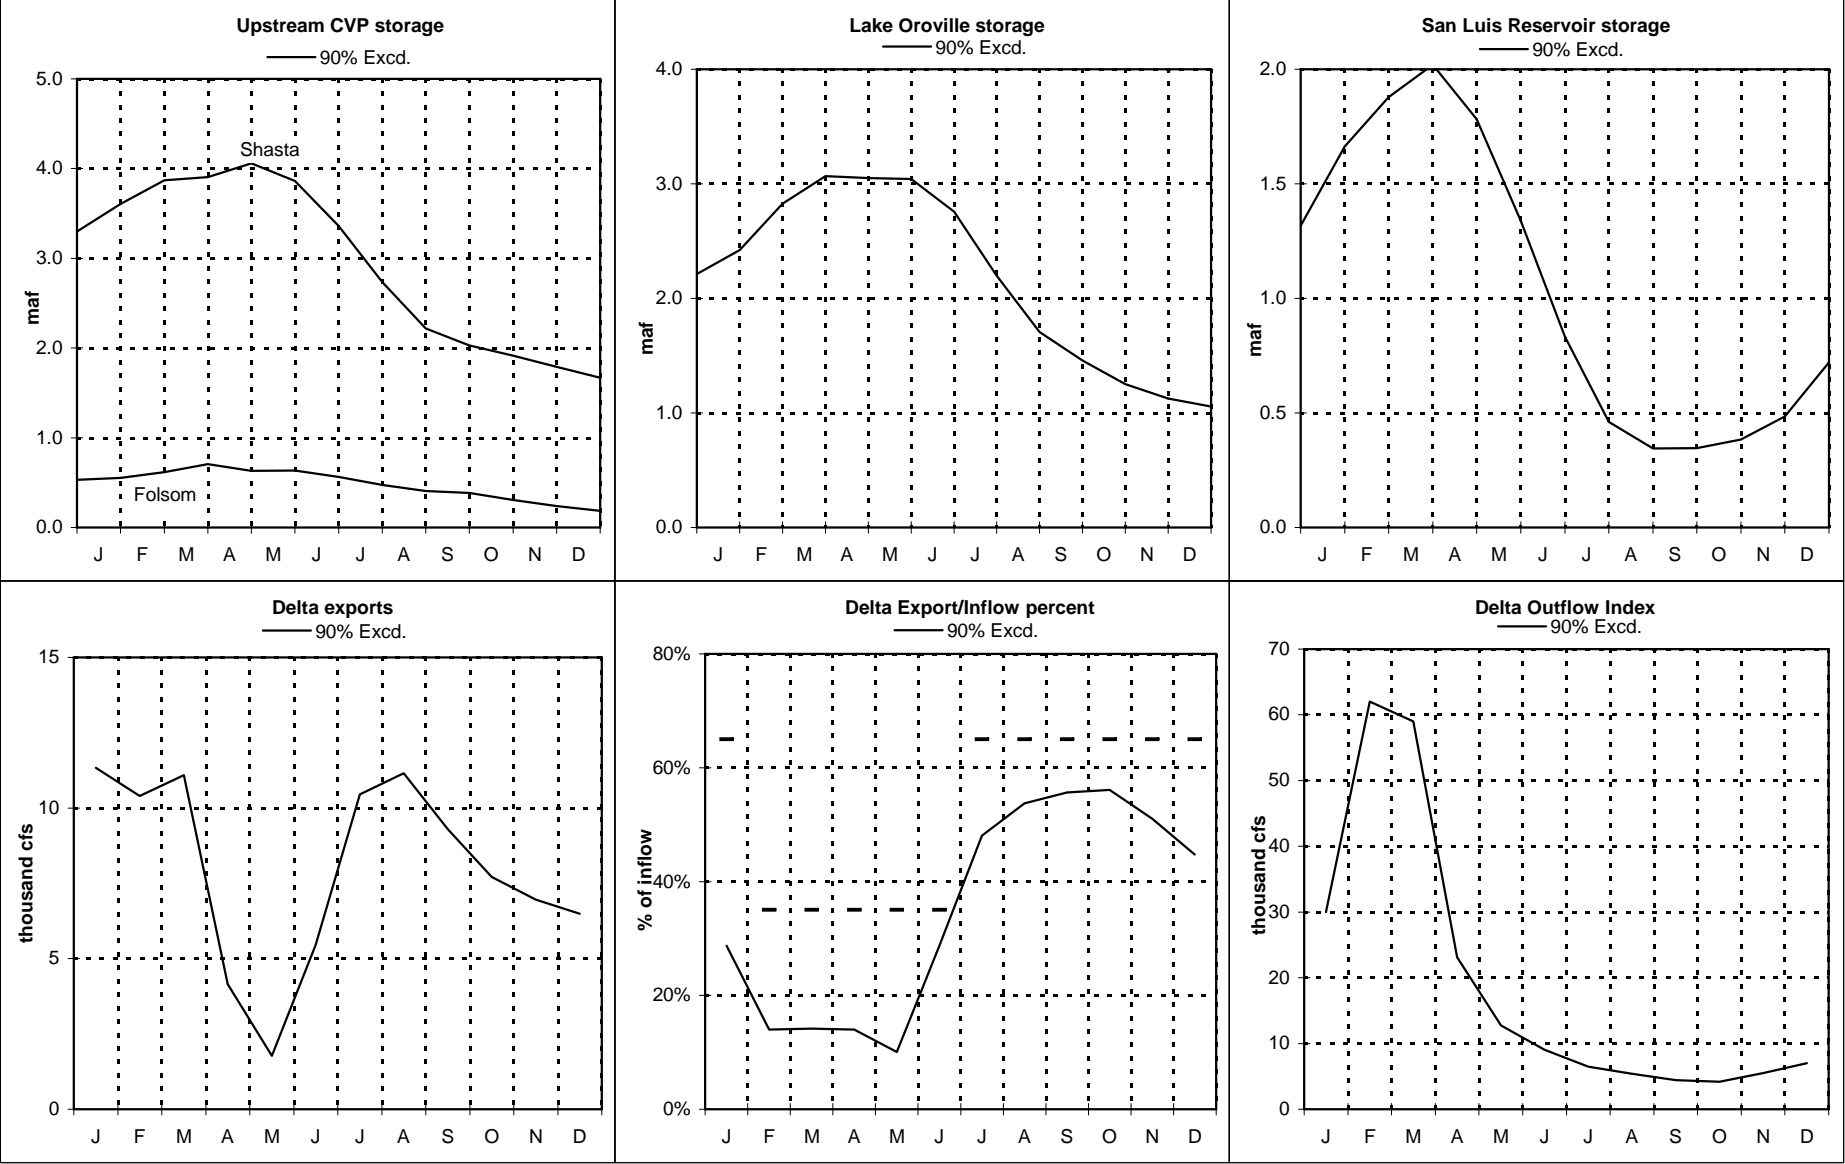 Upstream CVP storage
90% Excd.
5.0
4.0
3.0
2.0
1.0
0.0
maf
Shasta
Folsom
J F M A M J J A S O N D
Lake Oroville storage
90% Excd.
4.0
3.0
2.0
1.0
0.0
maf
J F M A M J J A S O N D
San Luis Reservoir storage
90% Excd.
2.0
1.5
1.0
0.5
0.0
maf
J F M A M J J A S O N D
Delta exports
90% Excd.
15
10
5
0
thousand cfs
J F M A M J J A S O N D
Delta Export/Inflow percent
90% Excd.
80%
60%
40%
20%
0%
% of inflow
J F M A M J J A S O N D
Delta Outflow Index
90% Excd.
70
60
50
40
30
20
10
0
thousand cfs
J F M A M J J A S O N D